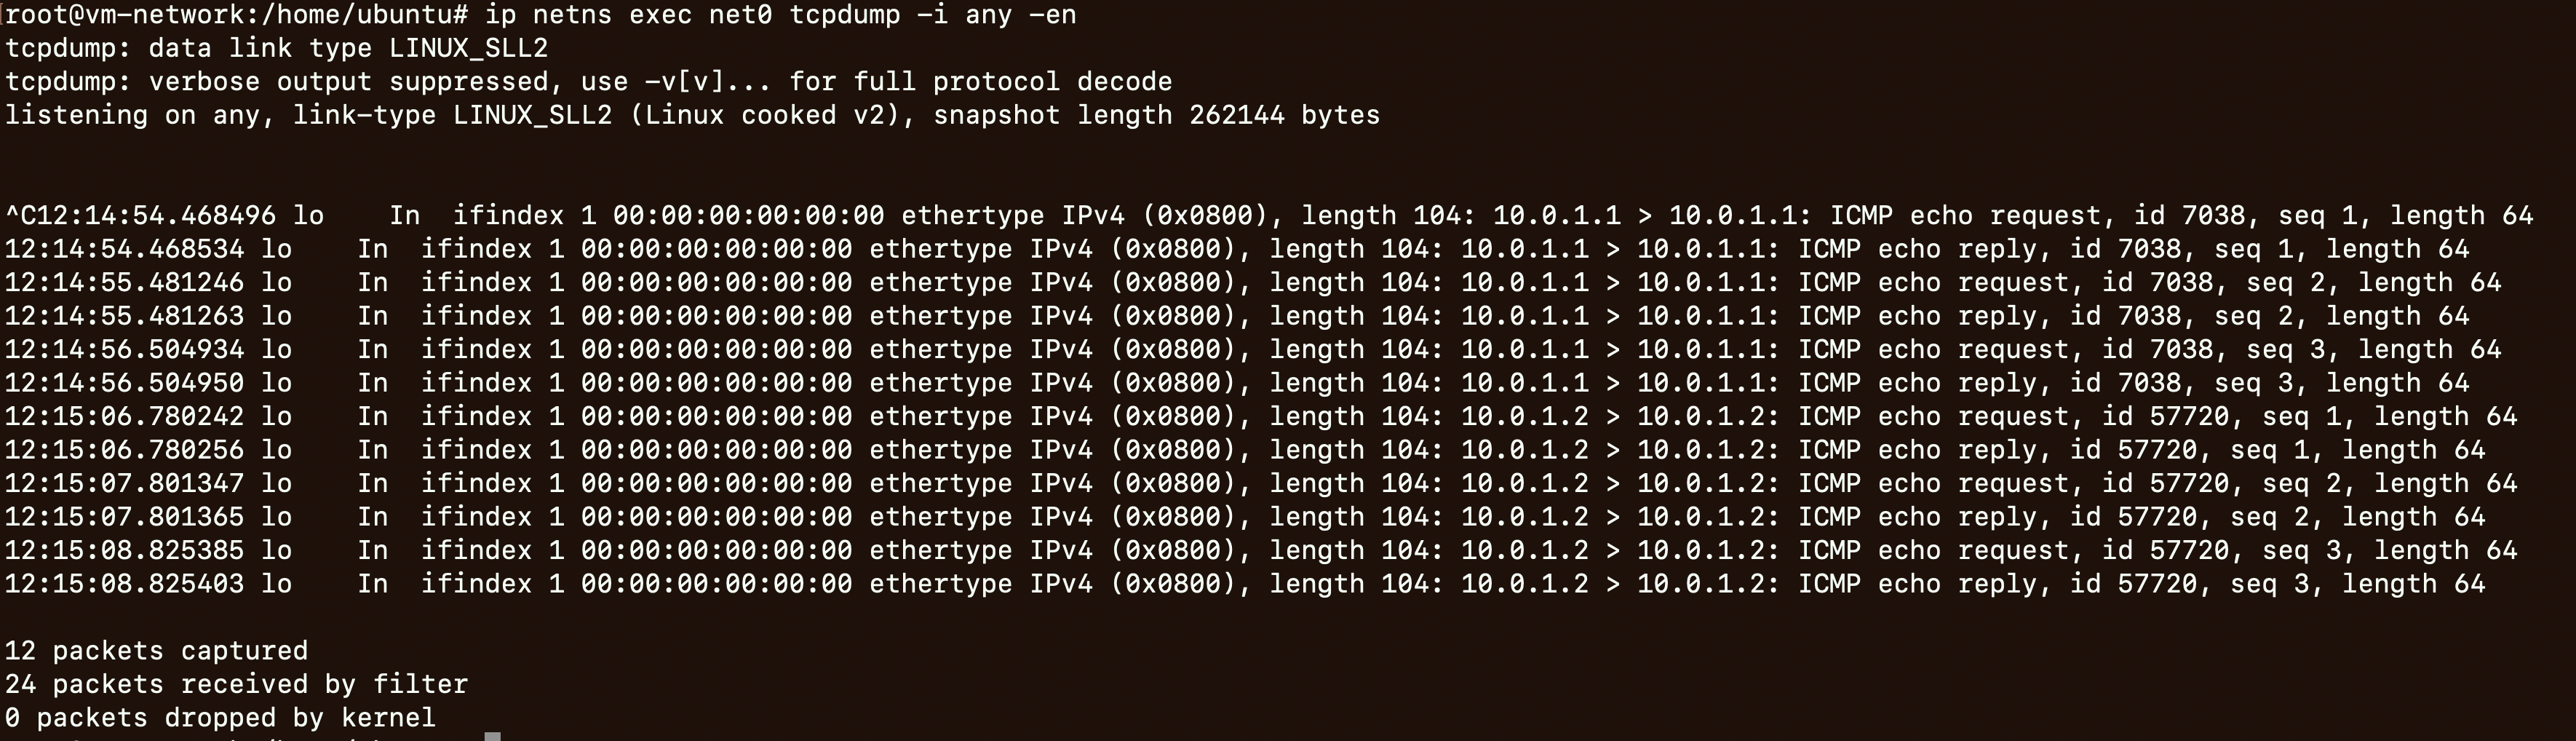 root@vm-network:/home/ubuntu# ip netns exec net0 tcpdump -i any -en
tcpdump: data link type LINUX_SLL2
tcpdump: verbose output suppressed, use -v[v]... for full protocol decode
listening on any, link-type LINUX_SLL2 (Linux cooked v2), snapshot length 262144 bytes
^C12:14:54.468496 lo    In  ifindex 1 00:00:00:00:00:00 ethertype IPv4 (0x0800), length 104: 10.0.1.1 > 10.0.1.1: ICMP echo request, id 7038, seq 1, length 64
12:14:54.468534 lo    In  ifindex 1 00:00:00:00:00:00 ethertype IPv4 (0x0800), length 104: 10.0.1.1 > 10.0.1.1: ICMP echo reply, id 7038, seq 1, length 64
12:14:55.481246 lo    In  ifindex 1 00:00:00:00:00:00 ethertype IPv4 (0x0800), length 104: 10.0.1.1 > 10.0.1.1: ICMP echo request, id 7038, seq 2, length 64
12:14:55.481263 lo    In  ifindex 1 00:00:00:00:00:00 ethertype IPv4 (0x0800), length 104: 10.0.1.1 > 10.0.1.1: ICMP echo reply, id 7038, seq 2, length 64
12:14:56.504934 lo    In  ifindex 1 00:00:00:00:00:00 ethertype IPv4 (0x0800), length 104: 10.0.1.1 > 10.0.1.1: ICMP echo request, id 7038, seq 3, length 64
12:14:56.504950 lo    In  ifindex 1 00:00:00:00:00:00 ethertype IPv4 (0x0800), length 104: 10.0.1.1 > 10.0.1.1: ICMP echo reply, id 7038, seq 3, length 64
12:15:06.780242 lo    In  ifindex 1 00:00:00:00:00:00 ethertype IPv4 (0x0800), length 104: 10.0.1.2 > 10.0.1.2: ICMP echo request, id 57720, seq 1, length 64
12:15:06.780256 lo    In  ifindex 1 00:00:00:00:00:00 ethertype IPv4 (0x0800), length 104: 10.0.1.2 > 10.0.1.2: ICMP echo reply, id 57720, seq 1, length 64
12:15:07.801347 lo    In  ifindex 1 00:00:00:00:00:00 ethertype IPv4 (0x0800), length 104: 10.0.1.2 > 10.0.1.2: ICMP echo request, id 57720, seq 2, length 64
12:15:07.801365 lo    In  ifindex 1 00:00:00:00:00:00 ethertype IPv4 (0x0800), length 104: 10.0.1.2 > 10.0.1.2: ICMP echo reply, id 57720, seq 2, length 64
12:15:08.825385 lo    In  ifindex 1 00:00:00:00:00:00 ethertype IPv4 (0x0800), length 104: 10.0.1.2 > 10.0.1.2: ICMP echo request, id 57720, seq 3, length 64
12:15:08.825403 lo    In  ifindex 1 00:00:00:00:00:00 ethertype IPv4 (0x0800), length 104: 10.0.1.2 > 10.0.1.2: ICMP echo reply, id 57720, seq 3, length 64
12 packets captured
24 packets received by filter
0 packets dropped by kernel